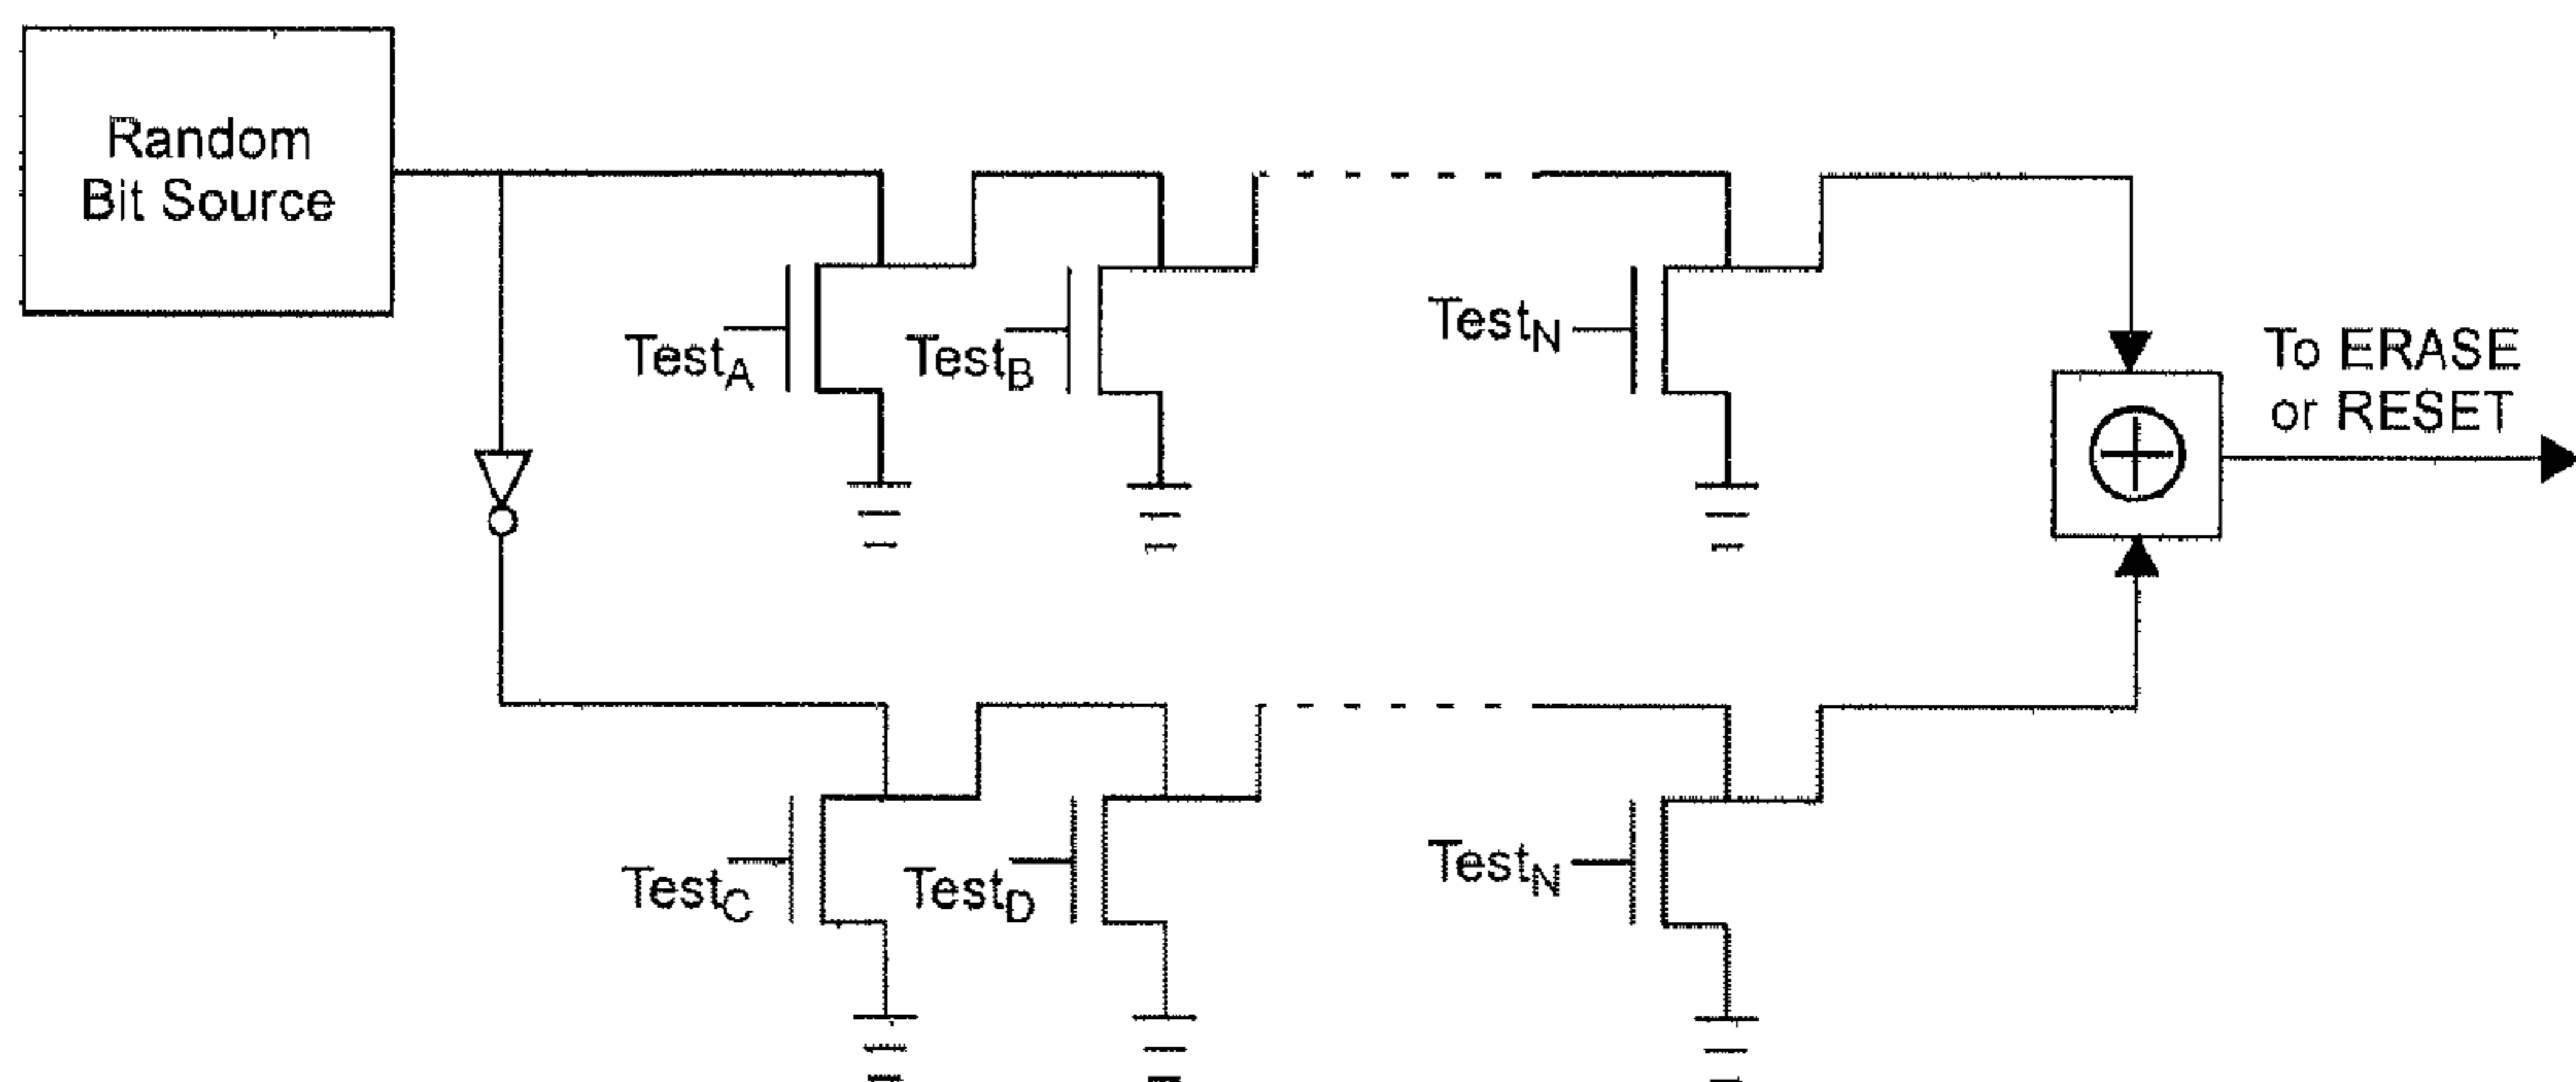 Random
Bit Source
TestA
TestB
TestN
To ERASE
or RESET
TestC
TestD
TestN